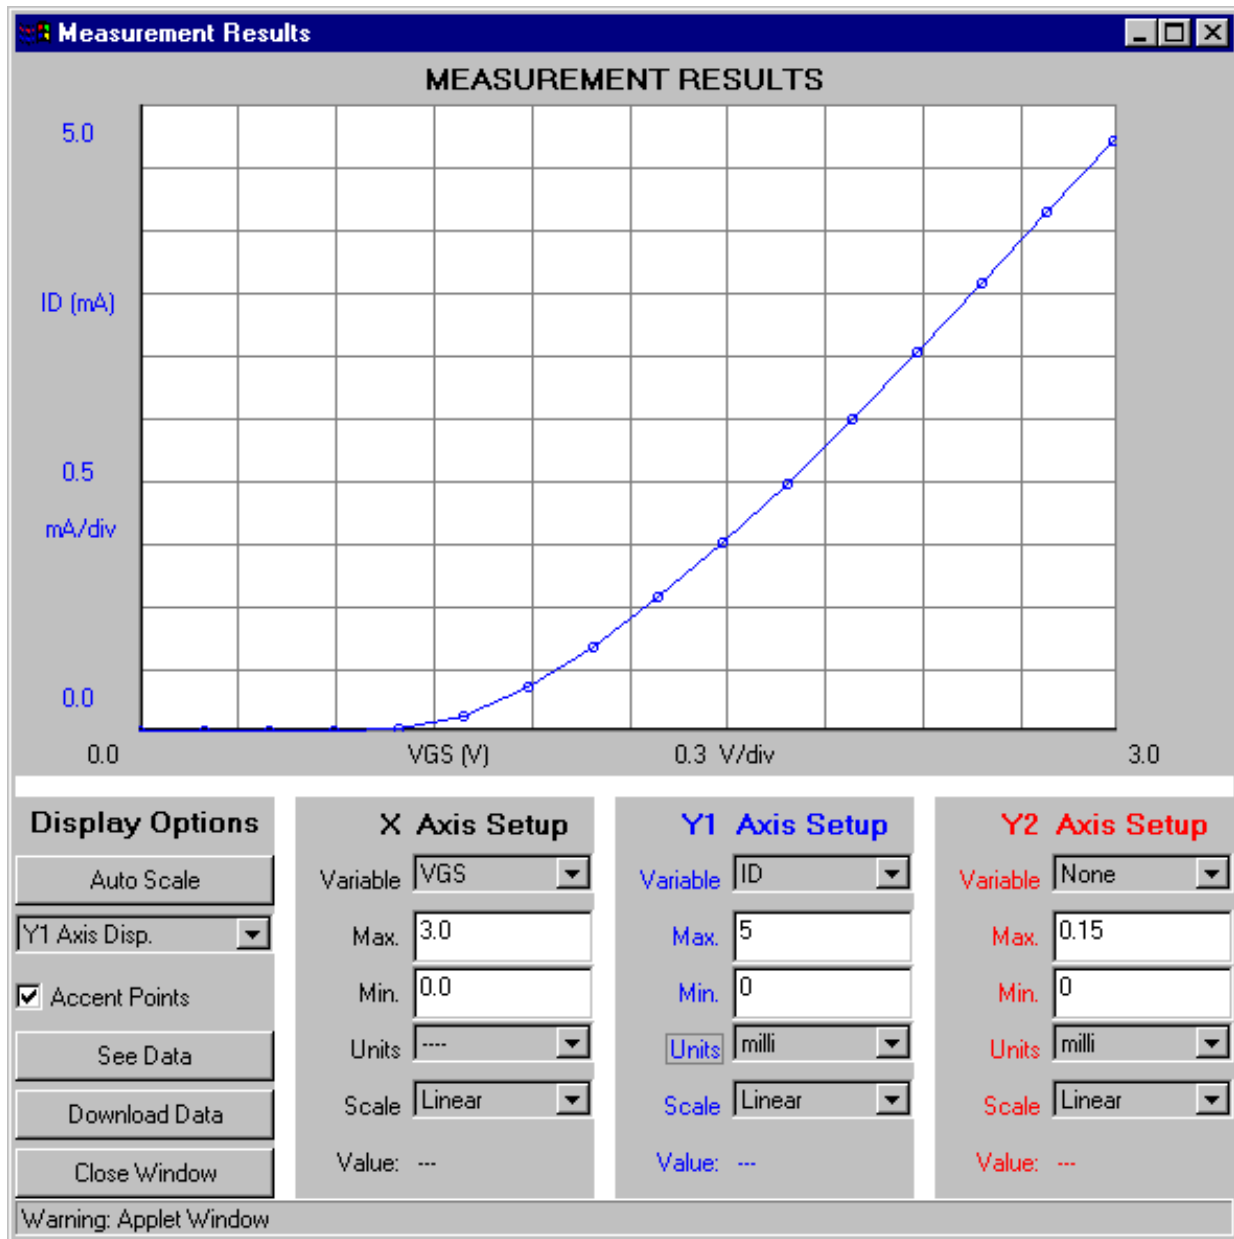 Measurement Results
MEASUREMENT RESULTS
5.0
ID (mA)
0.5
mA/div
0.0
0.0 VGS (V) 0.3 V/div 3.0
Display Options
Auto Scale
Y1 Axis Disp.
Accent Points
See Data
Download Data
Close Window
X Axis Setup
Variable VGS
Max. 3.0
Min. 0.0
Units ----
Scale Linear
Value: ---
Y1 Axis Setup
Variable ID
Max. 5
Min. 0
Units milli
Scale Linear
Value: ---
Y2 Axis Setup
Variable None
Max. 0.15
Min. 0
Units milli
Scale Linear
Value: ---
Warning: Applet Window